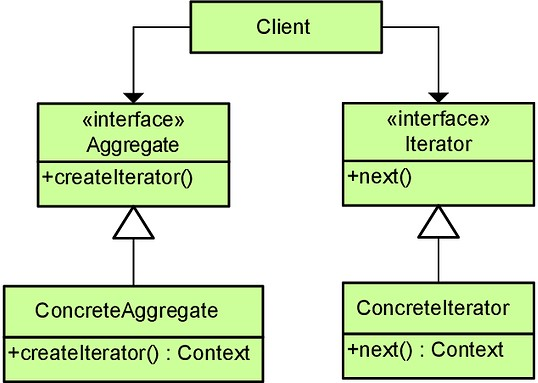 Client
«interface»
Aggregate
+createIterator()
«interface»
Iterator
+next()
ConcreteAggregate
+createIterator() : Context
ConcreteIterator
+next() : Context